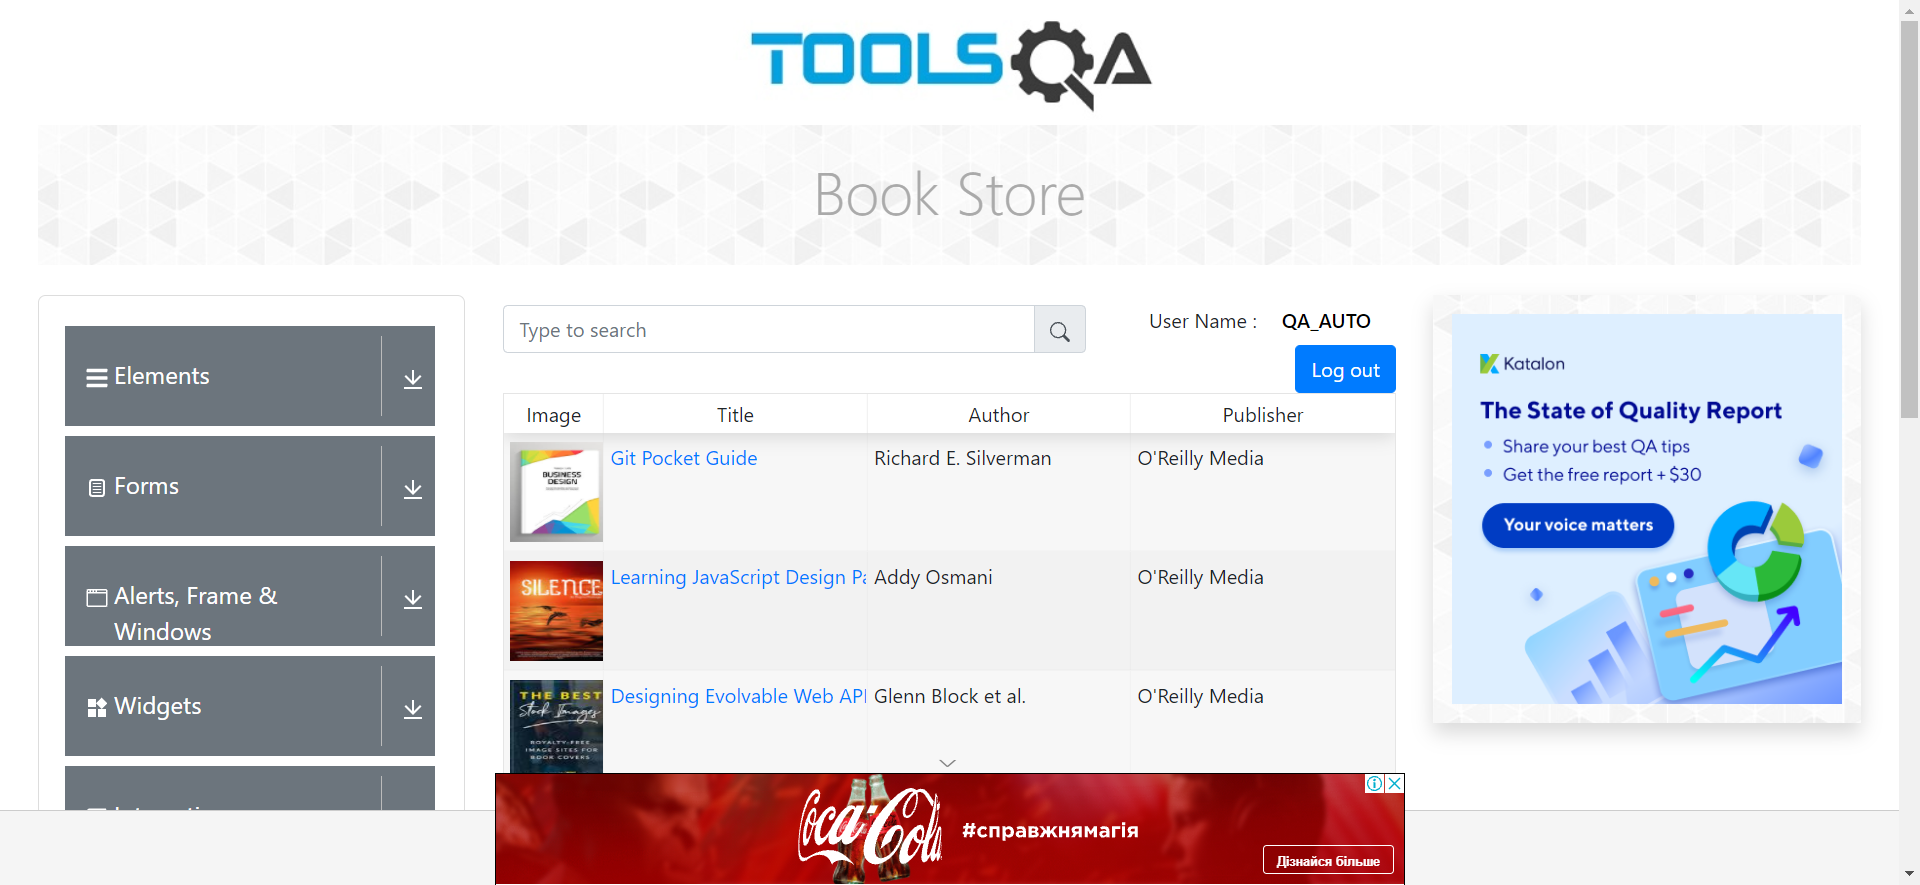 TOOLSQA
Book Store
Elements
Forms
Alerts, Frame &
Windows
Widgets
Type to search
User Name :
QA_AUTO
Log out
Image
Title
Author
Publisher
BUSINESS
DESIGN
Git Pocket Guide
Richard E. Silverman
O'Reilly Media
SILENCE
Learning JavaScript Design Pa
Addy Osmani
O'Reilly Media
THE BEST
Stock Images
ROYALTY-FREE
IMAGE SITES FOR
BOOK COVERS
Designing Evolvable Web API
Glenn Block et al.
O'Reilly Media
Katalon
The State of Quality Report
Share your best QA tips
Get the free report + $30
Your voice matters
Coca-Cola
#справжнямагія
Дізнайся більше